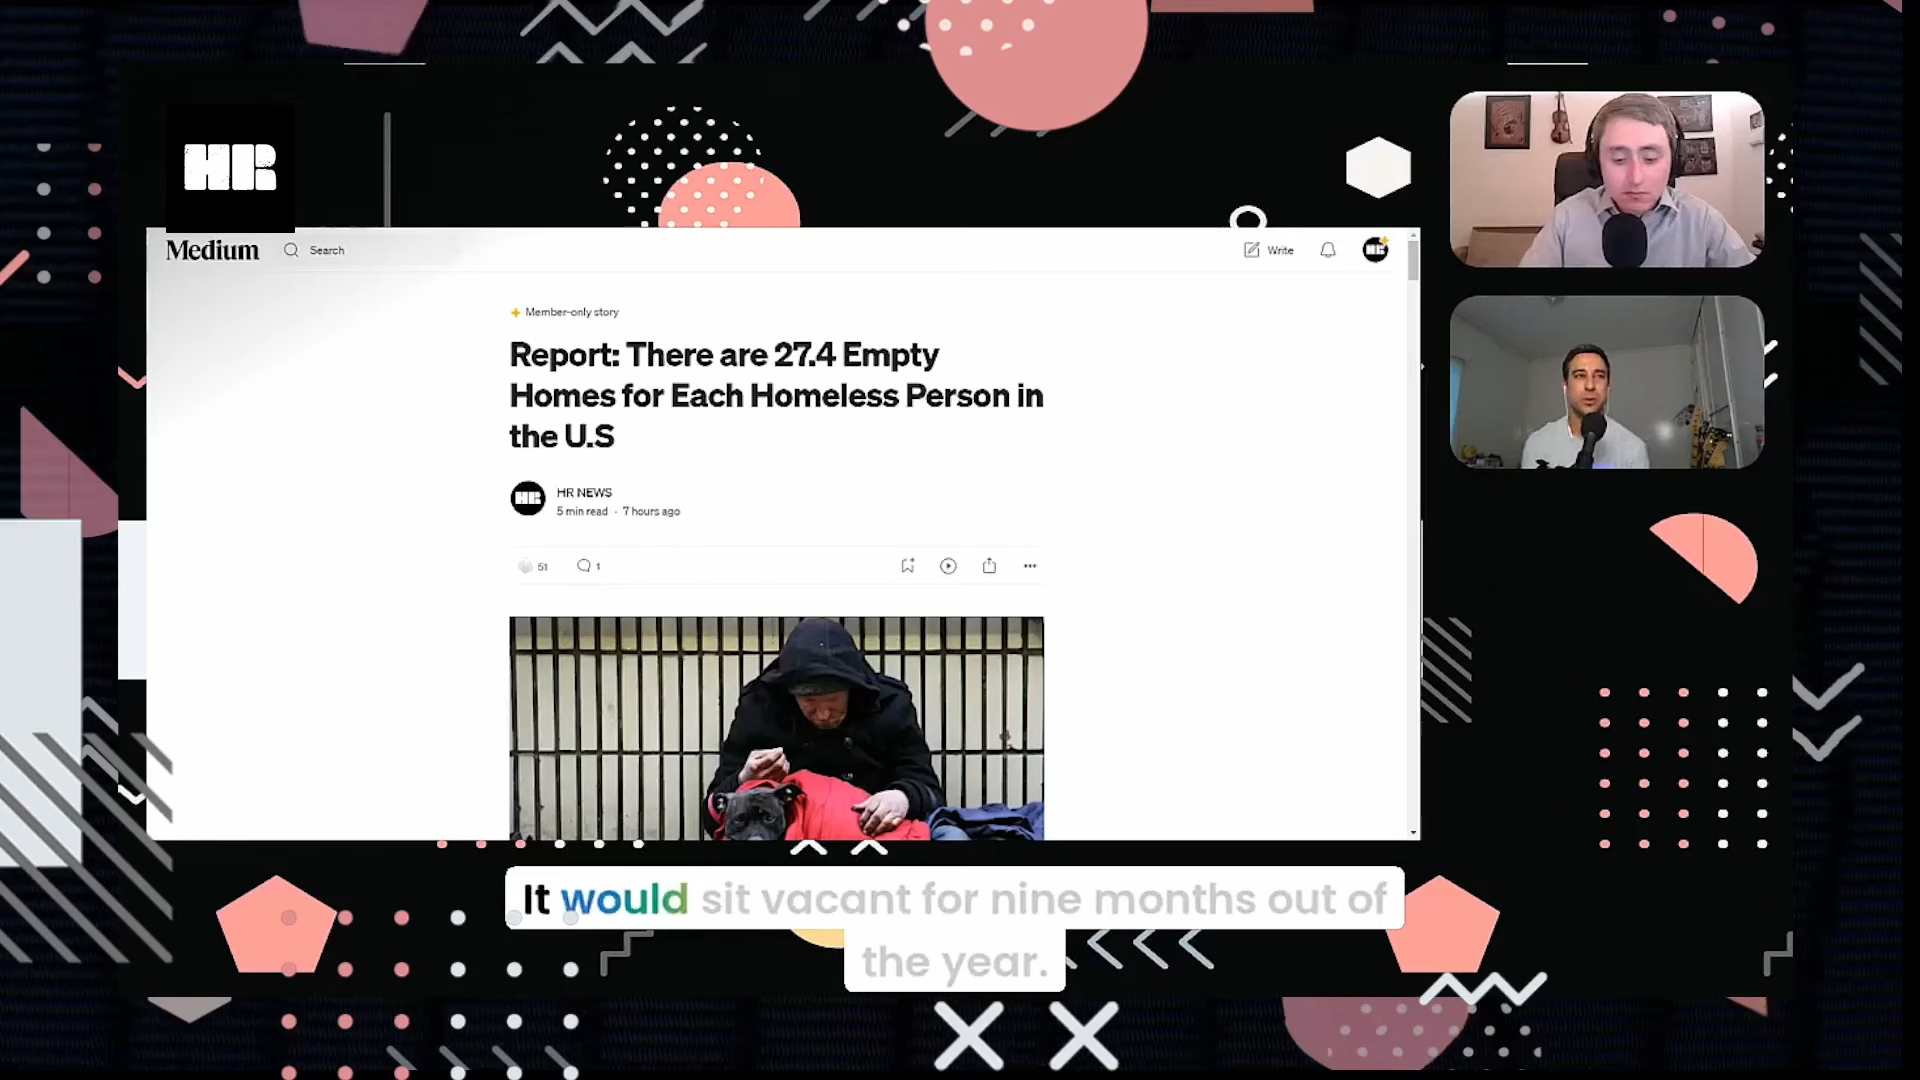 HR
Medium
Search
Write
HR
Member-only story
Report: There are 27.4 Empty
Homes for Each Homeless Person in
the U.S
HR
HR NEWS
5 min read · 7 hours ago
51
1
It would sit vacant for nine months out of
the year.